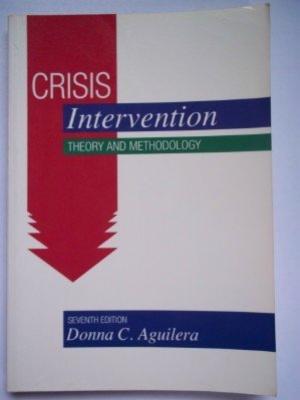 CRISIS
Intervention
THEORY AND METHODOLOGY
SEVENTH EDITION
Donna C. Aguilera